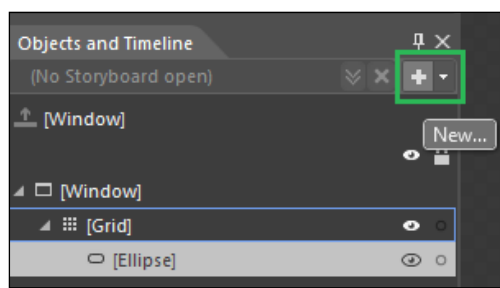 Objects and Timeline
(No Storyboard open)
[Window]
New...
[Window]
[Grid]
[Ellipse]